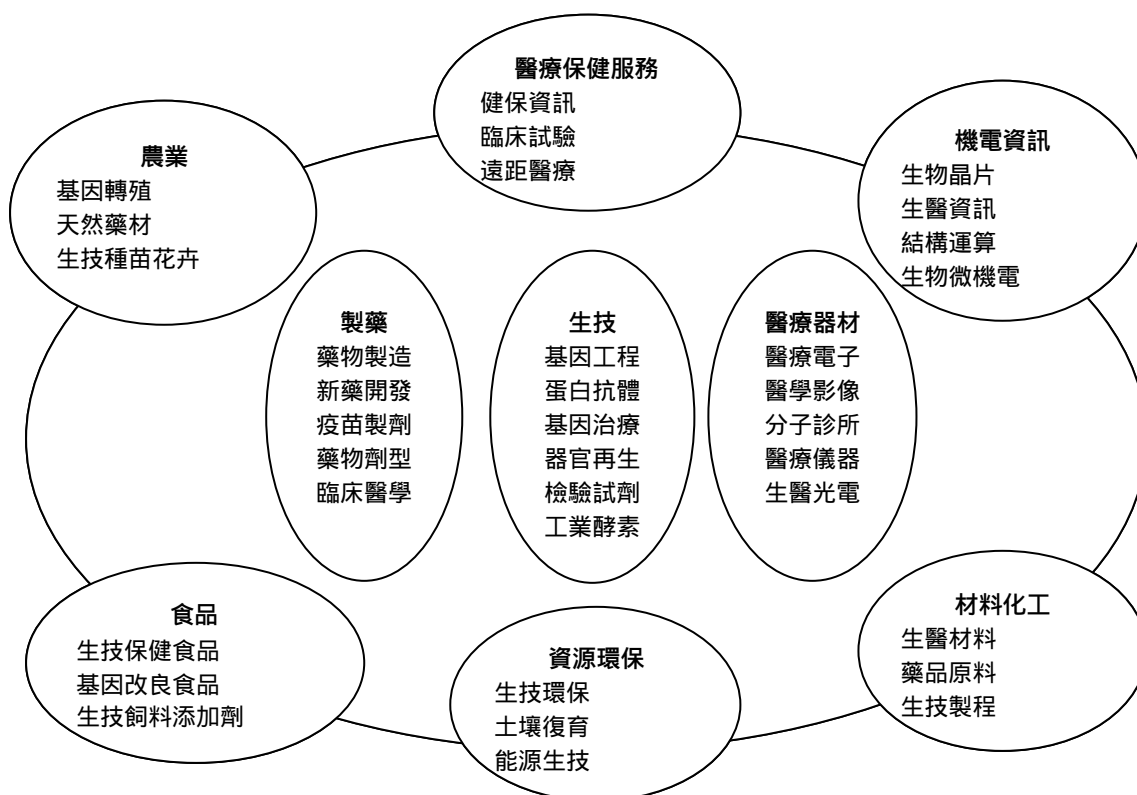 醫療保健服務
健保資訊
臨床試驗
遠距醫療
農業
基因轉殖
天然藥材
生技種苗花卉
機電資訊
生物晶片
生醫資訊
結構運算
生物微機電
製藥
藥物製造
新藥開發
疫苗製劑
藥物劑型
臨床醫學
生技
基因工程
蛋白抗體
基因治療
器官再生
檢驗試劑
工業酵素
醫療器材
醫療電子
醫學影像
分子診所
醫療儀器
生醫光電
食品
生技保健食品
基因改良食品
生技飼料添加劑
資源環保
生技環保
土壤復育
能源生技
材料化工
生醫材料
藥品原料
生技製程